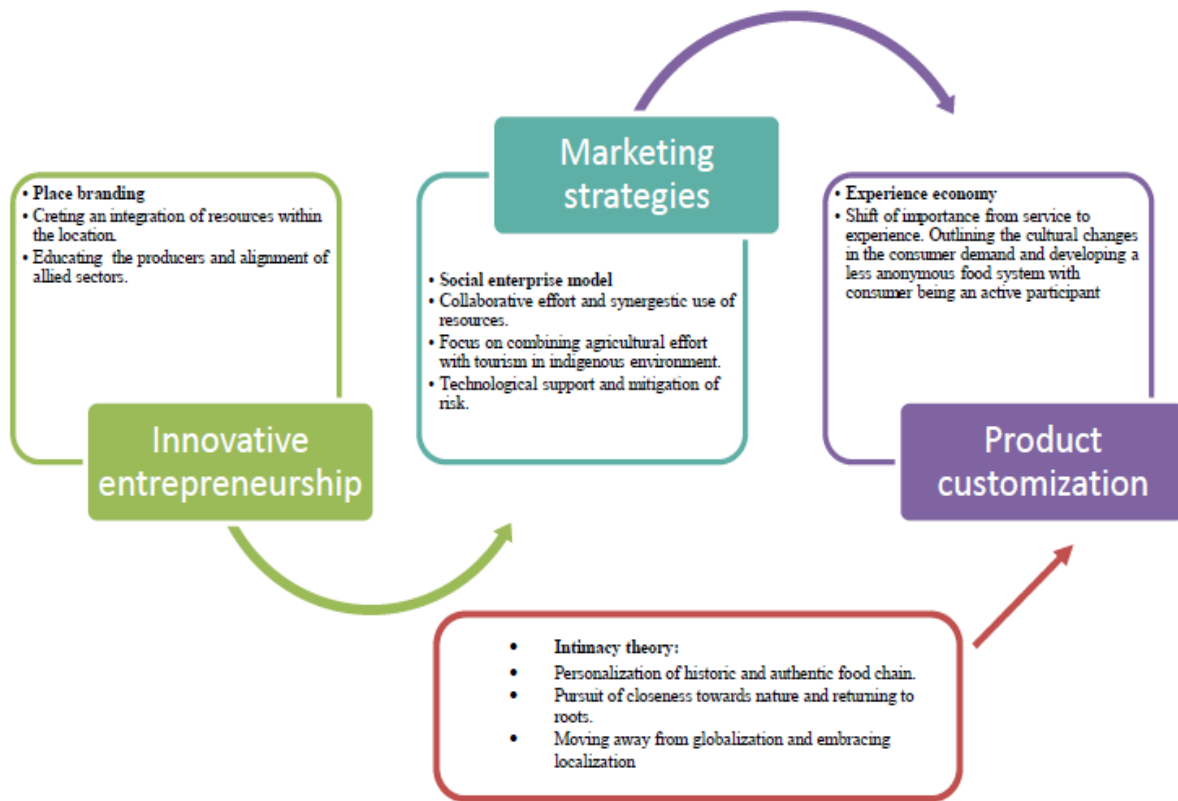 • Place branding
• Creting an integration of resources within
the location.
• Educating the producers and alignment of
allied sectors.
Innovative
entrepreneurship
Marketing
strategies
• Social enterprise model
• Collaborative effort and synergestic use of
resources.
• Focus on combining agricultural effort
with tourism in indigenous environment.
• Technological support and mitigation of
risk.
• Experience economy
• Shift of importance from service to
experience. Outlining the cultural changes
in the consumer demand and developing a
less anonymous food system with
consumer being an active participant
Product
customization
• Intimacy theory:
• Personalization of historic and authentic food chain.
• Pursuit of closeness towards nature and returning to
roots.
• Moving away from globalization and embracing
localization